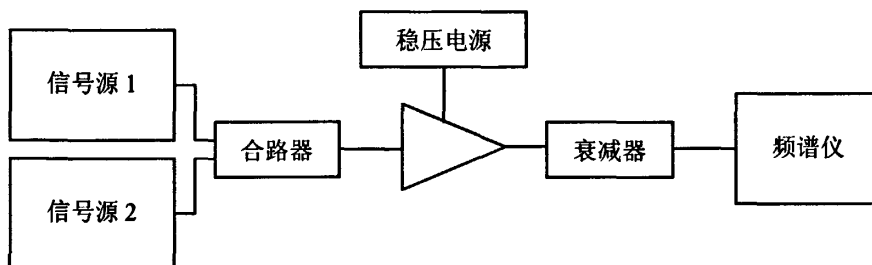 稳压电源
信号源 1
合路器
衰减器
频谱仪
信号源 2